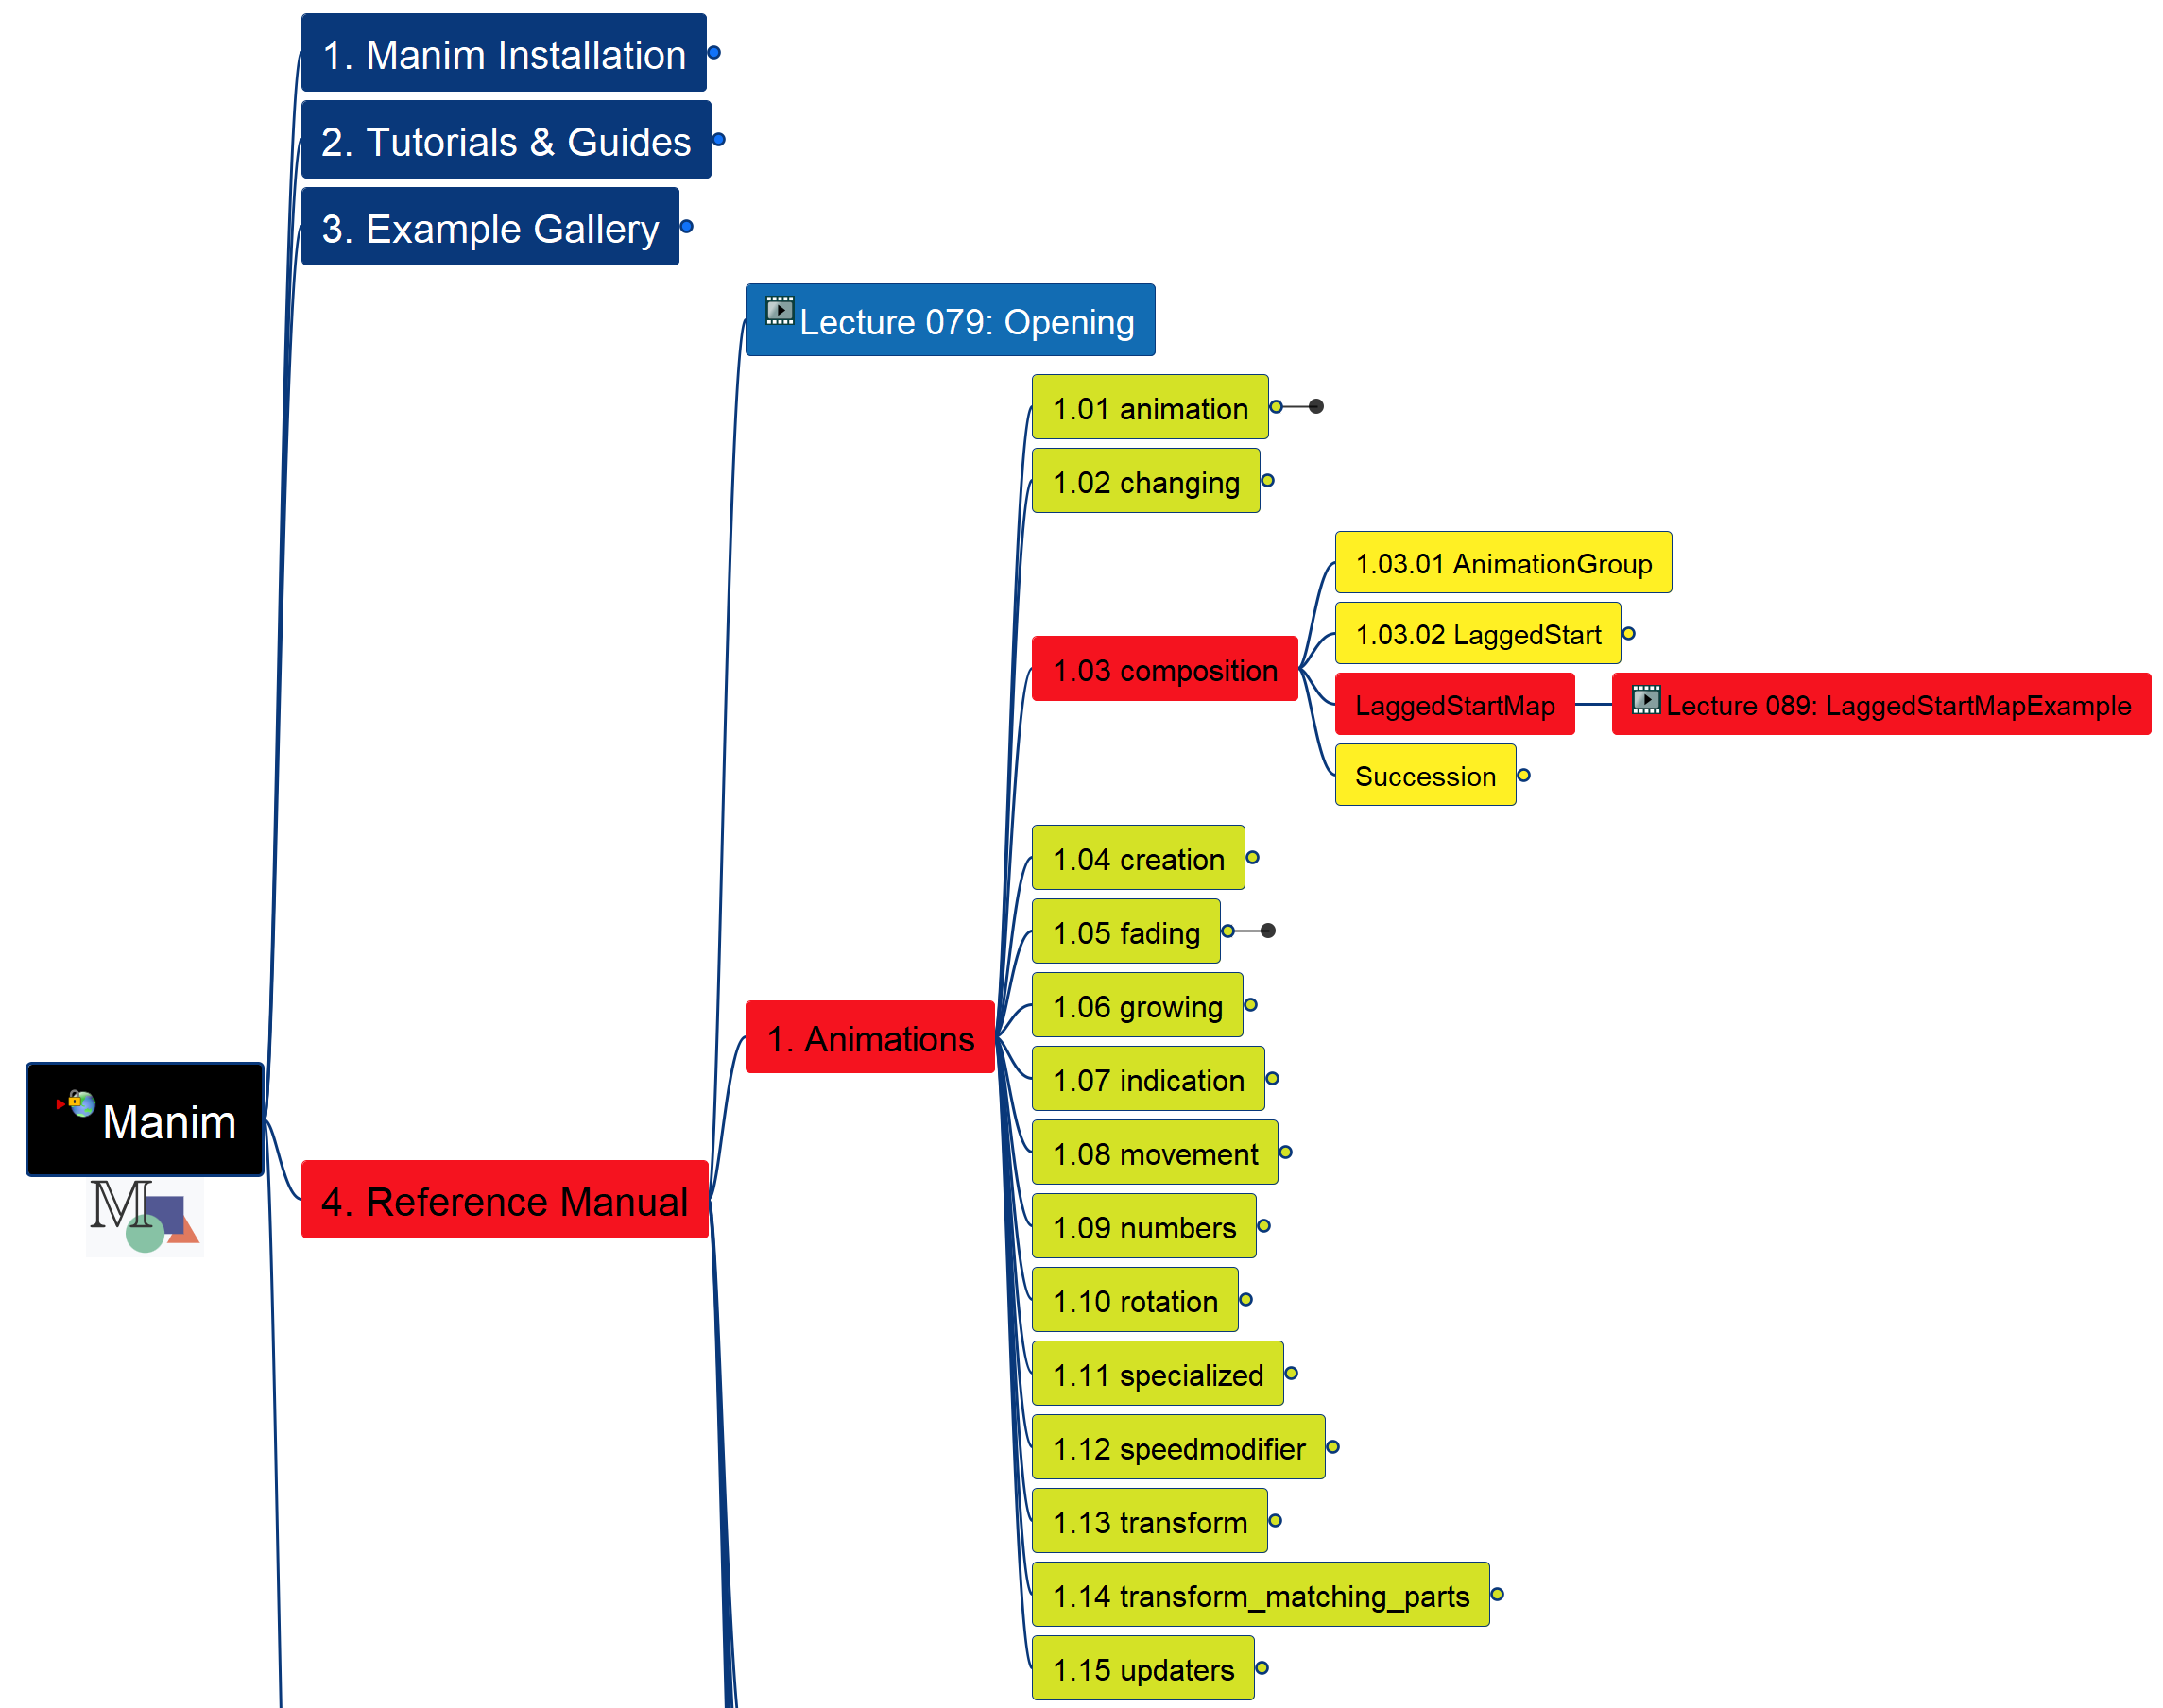 1. Manim Installation
2. Tutorials & Guides
3. Example Gallery
Lecture 079: Opening
1.01 animation
1.02 changing
1.03.01 AnimationGroup
1.03.02 LaggedStart
1.03 composition
LaggedStartMap
Lecture 089: LaggedStartMapExample
Succession
1.04 creation
1.05 fading
1.06 growing
1. Animations
1.07 indication
Manim
1.08 movement
4. Reference Manual
M
1.09 numbers
1.10 rotation
1.11 specialized
1.12 speedmodifier
1.13 transform
1.14 transform_matching_parts
1.15 updaters